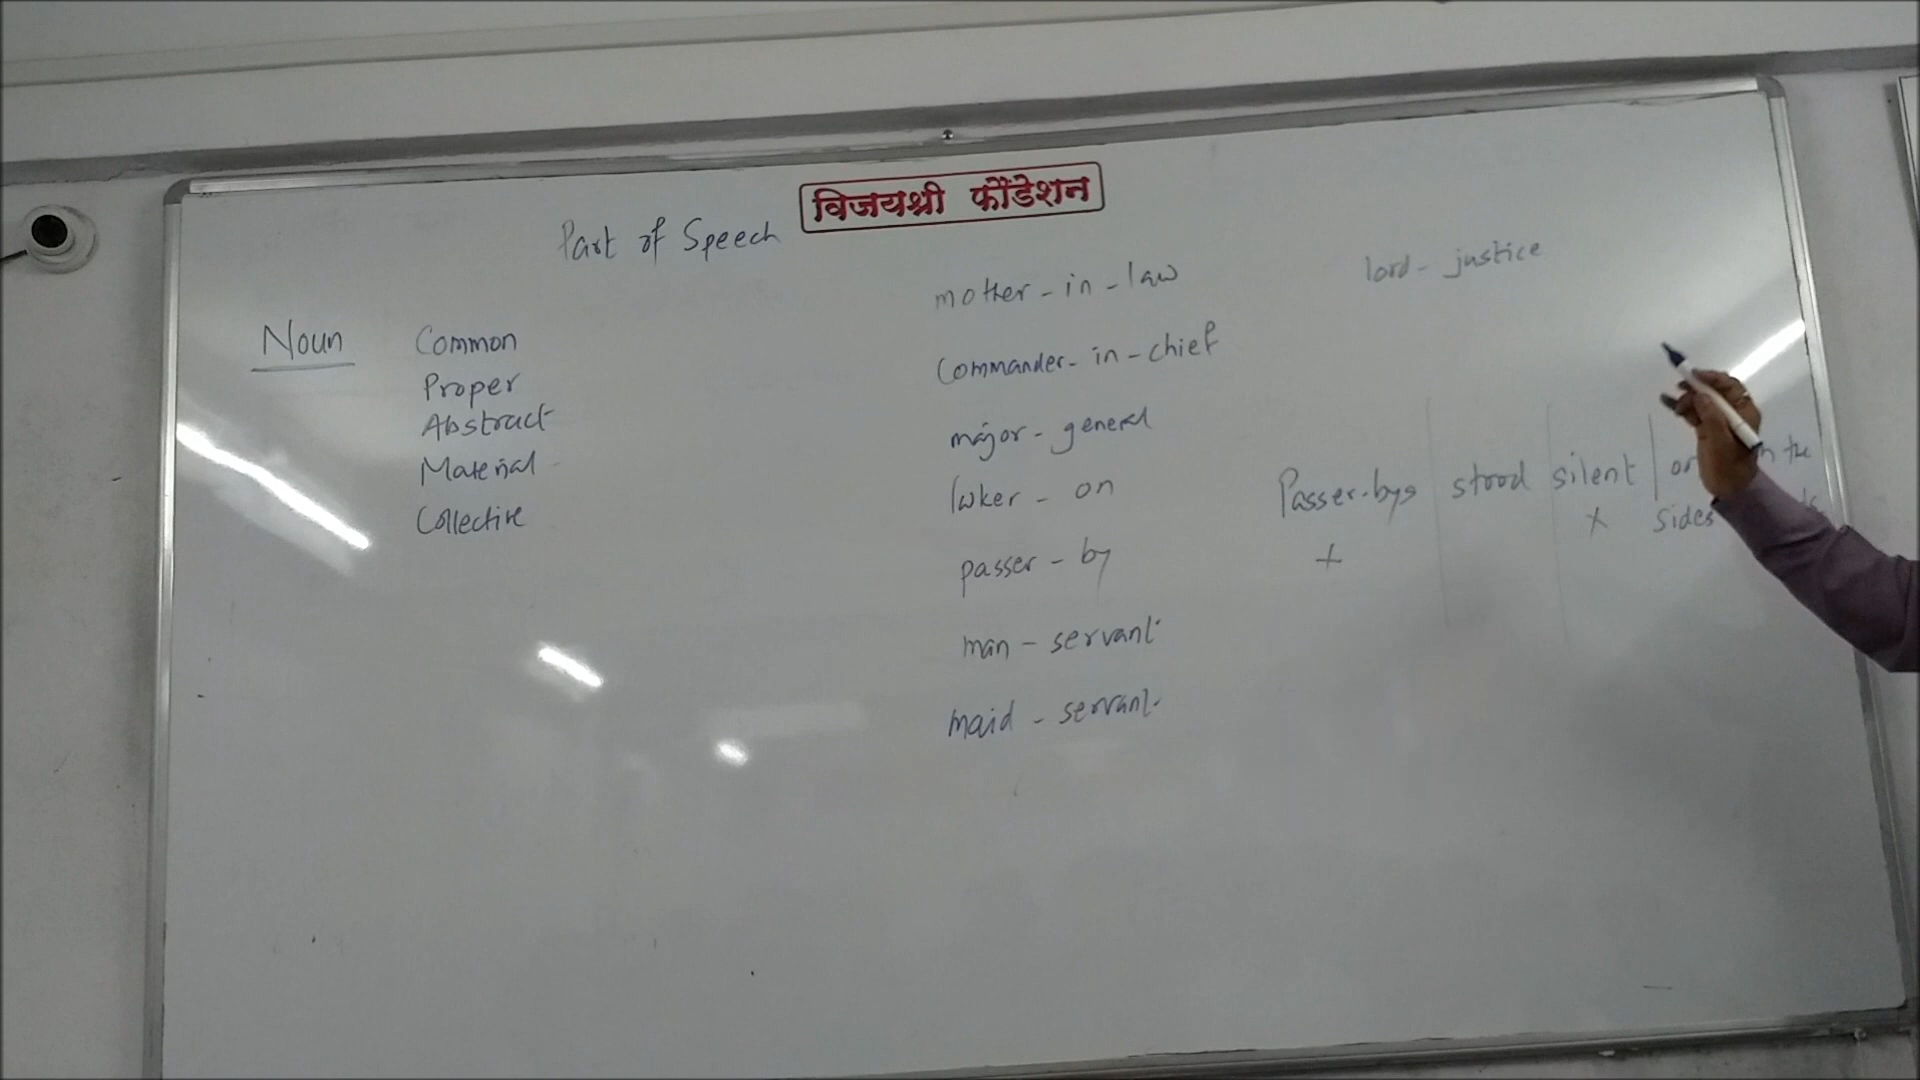 विजयश्री फौंडेशन
Part of Speech
Noun
Common
Proper
Abstract
Material
Collective
mother-in-law
Commander-in-chief
major-general
looker-on
passer-by
man-servant
maid-servant
lord-justice
Passer-bys | stood | silent | on the
sides
x
x